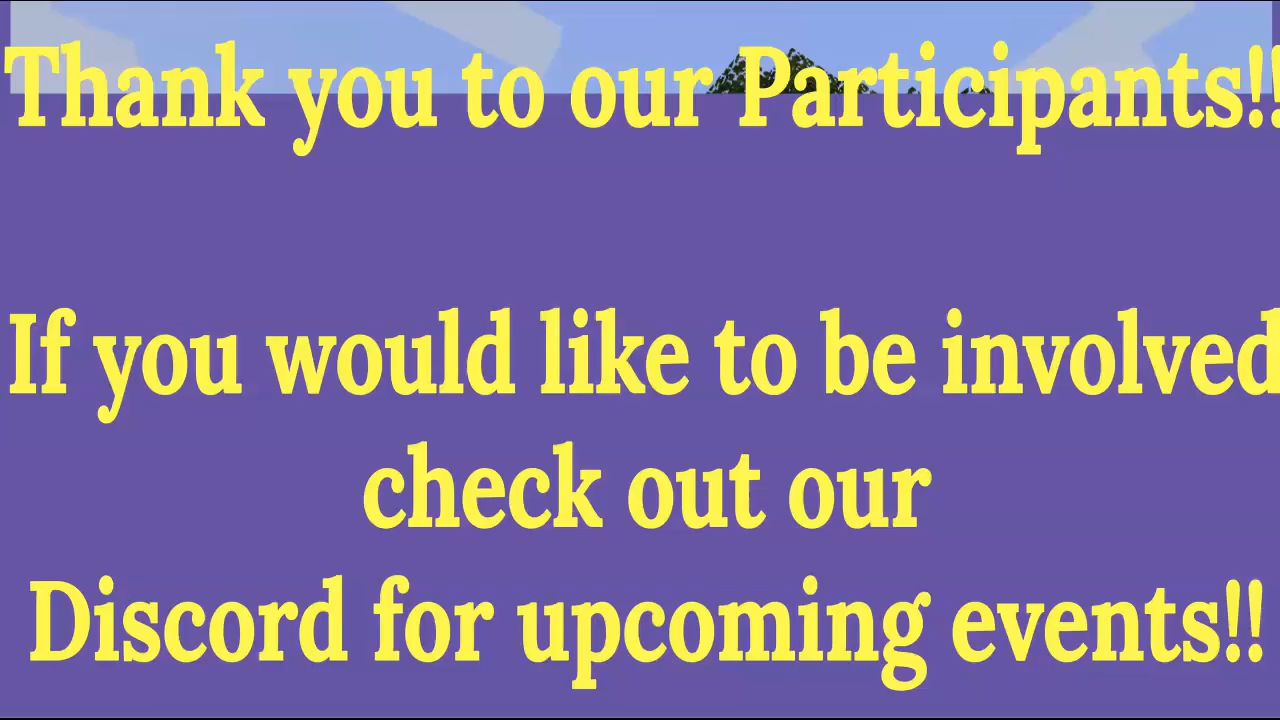 Thank you to our Participants!!
If you would like to be involved
check out our
Discord for upcoming events!!